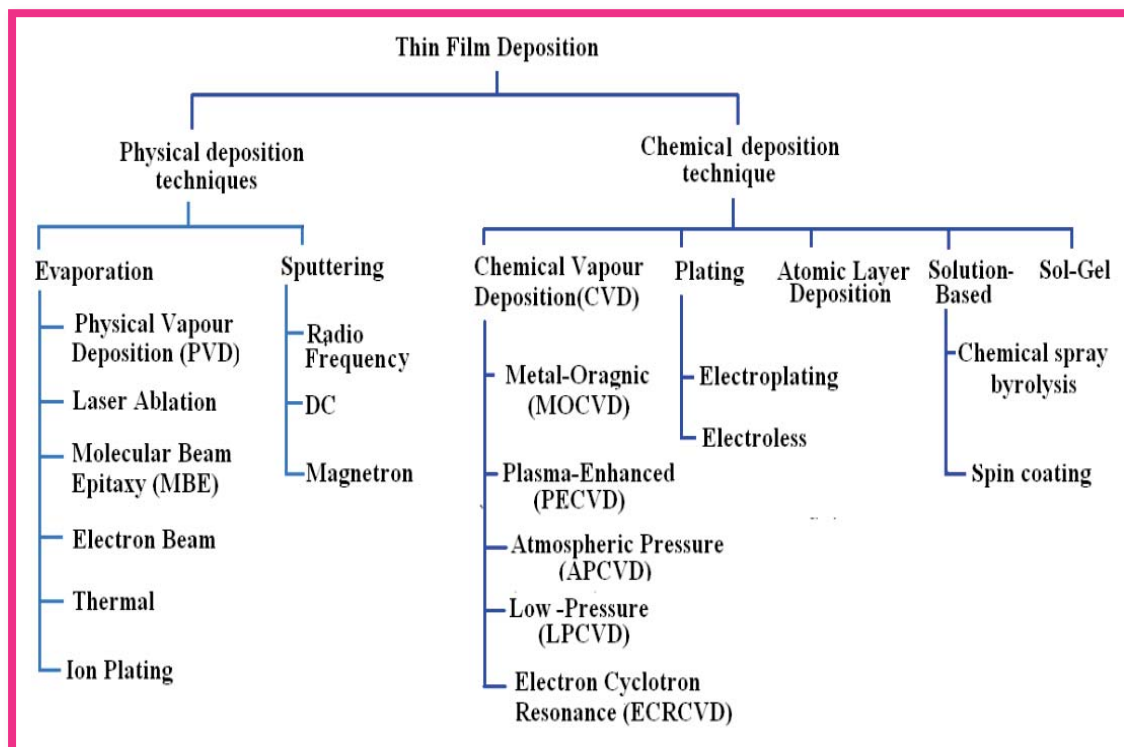 Thin Film Deposition
Physical deposition
techniques
Chemical deposition
technique
Evaporation
Physical Vapour
Deposition (PVD)
Laser Ablation
Molecular Beam
Epitaxy (MBE)
Electron Beam
Thermal
Ion Plating
Sputtering
Radio
Frequency
DC
Magnetron
Chemical Vapour
Deposition(CVD)
Metal-Oragnic
(MOCVD)
Plasma-Enhanced
(PECVD)
Atmospheric Pressure
(APCVD)
Low -Pressure
(LPCVD)
Electron Cyclotron
Resonance (ECRCVD)
Plating
Electroplating
Electroless
Atomic Layer
Deposition
Solution-
Based
Chemical spray
byrolysis
Spin coating
Sol-Gel